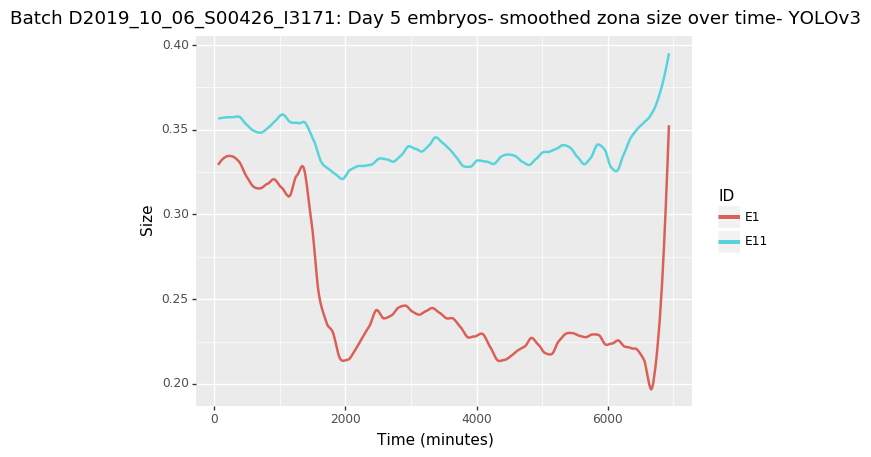 Batch D2019_10_06_S00426_I3171: Day 5 embryos- smoothed zona size over time- YOLOv3
0.40
0.35
0.30
0.25
0.20
Size
0
2000
4000
6000
Time (minutes)
ID
E1
E11